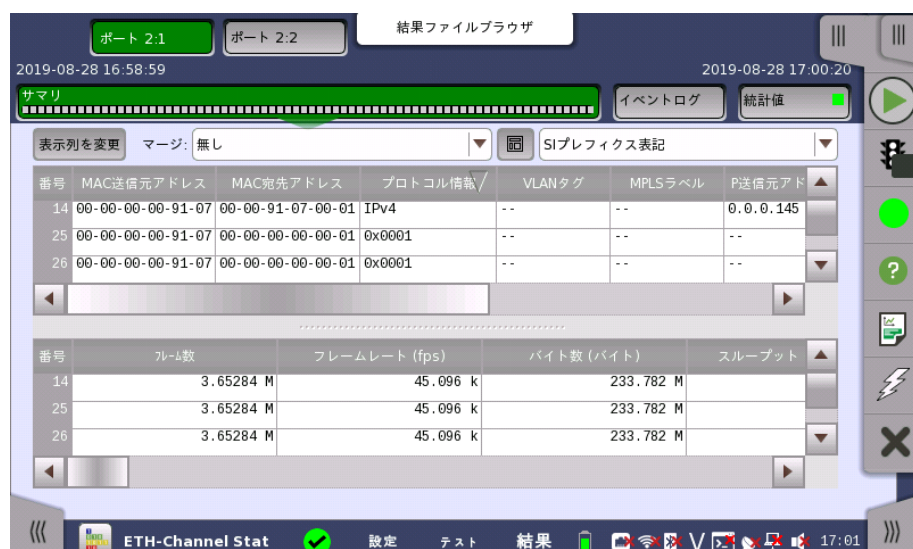 結果ファイルブラウザ
ポート 2:1
ポート 2:2
2019-08-28 16:58:59
2019-08-28 17:00:20
サマリ
イベントログ
統計値
表示列を変更 マージ: 無し SIプレフィクス表記
番号 MAC送信元アドレス MAC宛先アドレス プロトコル情報 VLANタグ MPLSラベル P送信元アド
14 00-00-00-00-91-07 00-00-91-07-00-01 IPv4 -- -- 0.0.0.145
25 00-00-00-00-91-07 00-00-00-00-00-01 0x0001 -- -- --
26 00-00-00-00-91-07 00-00-00-00-00-01 0x0001 -- -- --
番号 フレーム数 フレームレート (fps) バイト数 (バイト) スループット
14 3.65284 M 45.096 k 233.782 M
25 3.65284 M 45.096 k 233.782 M
26 3.65284 M 45.096 k 233.782 M
ETH-Channel Stat 設定 テスト 結果 17:01